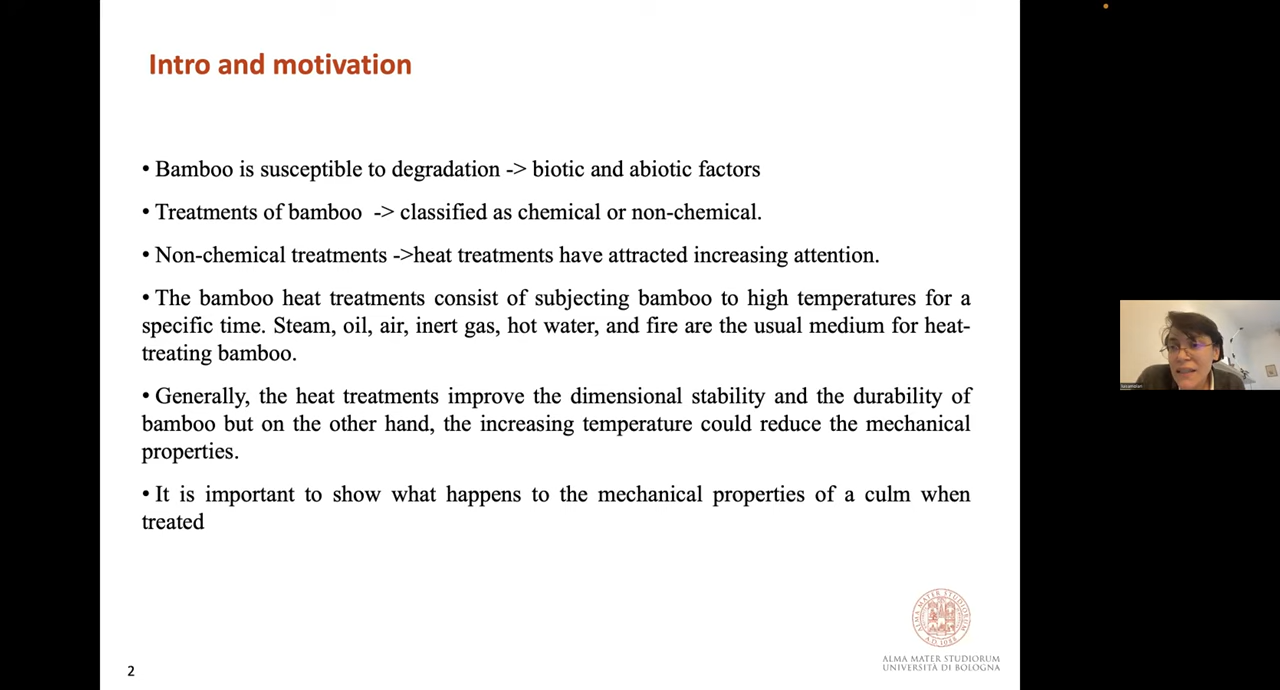 Intro and motivation
• Bamboo is susceptible to degradation -> biotic and abiotic factors
• Treatments of bamboo -> classified as chemical or non-chemical.
• Non-chemical treatments ->heat treatments have attracted increasing attention.
• The bamboo heat treatments consist of subjecting bamboo to high temperatures for a
specific time. Steam, oil, air, inert gas, hot water, and fire are the usual medium for heat-
treating bamboo.
• Generally, the heat treatments improve the dimensional stability and the durability of
bamboo but on the other hand, the increasing temperature could reduce the mechanical
properties.
• It is important to show what happens to the mechanical properties of a culm when
treated
ALMA MATER STUDIORUM
A.D. 1088
ALMA MATER STUDIORUM
UNIVERSITÀ DI BOLOGNA
2